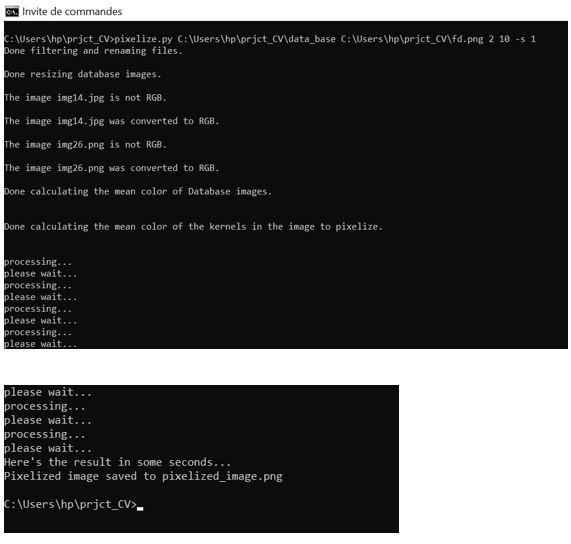 Invite de commandes
C:\Users\hp\prjct_CV>pixelize.py C:\Users\hp\prjct_CV\data_base C:\Users\hp\prjct_CV\fd.png 2 10 -s 1
Done filtering and renaming files.
Done resizing database images.
The image img14.jpg is not RGB.
The image img14.jpg was converted to RGB.
The image img26.png is not RGB.
The image img26.png was converted to RGB.
Done calculating the mean color of Database images.
Done calculating the mean color of the kernels in the image to pixelize.
processing...
please wait...
processing...
please wait...
processing...
please wait...
processing...
please wait...
please wait...
processing...
please wait...
processing...
please wait...
Here's the result in some seconds...
Pixelized image saved to pixelized_image.png
C:\Users\hp\prjct_CV>